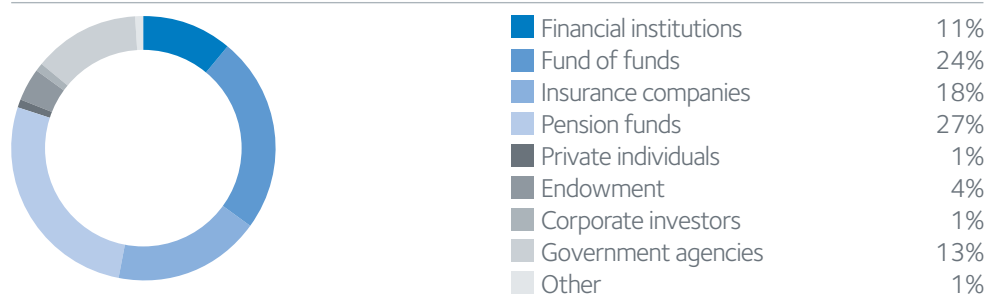 Financial institutions 11%
Fund of funds 24%
Insurance companies 18%
Pension funds 27%
Private individuals 1%
Endowment 4%
Corporate investors 1%
Government agencies 13%
Other 1%